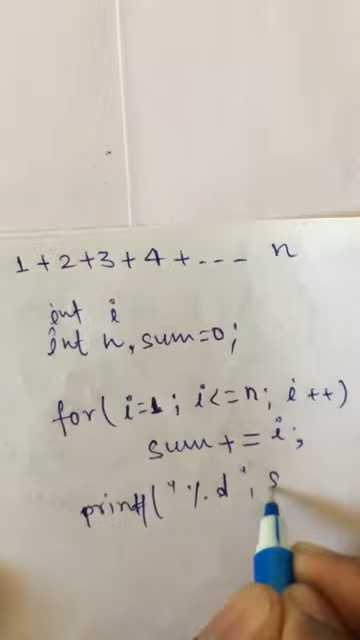 1+2+3+4+--- n
int i
int n, sum=0;
for(i=1; i<=n; i++)
sum += i;
printf("%d", s